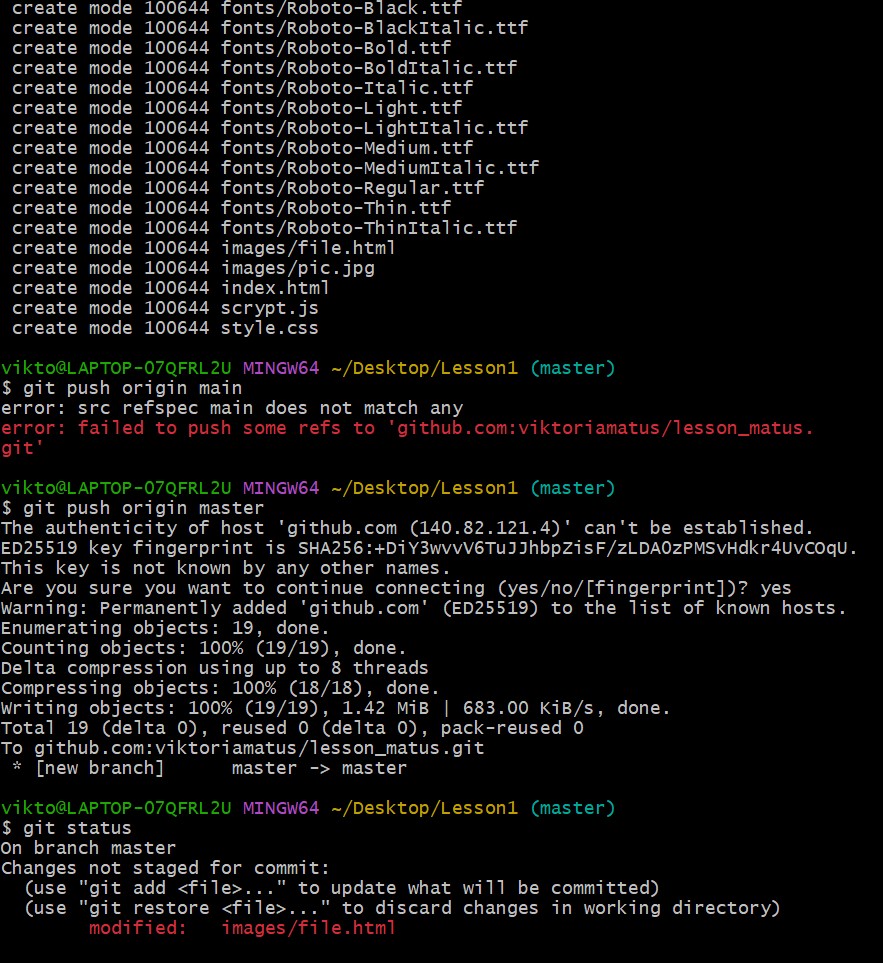 create mode 100644 fonts/Roboto-Black.ttf
create mode 100644 fonts/Roboto-BlackItalic.ttf
create mode 100644 fonts/Roboto-Bold.ttf
create mode 100644 fonts/Roboto-BoldItalic.ttf
create mode 100644 fonts/Roboto-Italic.ttf
create mode 100644 fonts/Roboto-Light.ttf
create mode 100644 fonts/Roboto-LightItalic.ttf
create mode 100644 fonts/Roboto-Medium.ttf
create mode 100644 fonts/Roboto-MediumItalic.ttf
create mode 100644 fonts/Roboto-Regular.ttf
create mode 100644 fonts/Roboto-Thin.ttf
create mode 100644 fonts/Roboto-ThinItalic.ttf
create mode 100644 images/file.html
create mode 100644 images/pic.jpg
create mode 100644 index.html
create mode 100644 scrypt.js
create mode 100644 style.css
vikto@LAPTOP-O7QFRL2U MINGW64 ~/Desktop/Lesson1 (master)
$ git push origin main
error: src refspec main does not match any
error: failed to push some refs to 'github.com:viktoriamatus/lesson_matus.
git'
vikto@LAPTOP-O7QFRL2U MINGW64 ~/Desktop/Lesson1 (master)
$ git push origin master
The authenticity of host 'github.com (140.82.121.4)' can't be established.
ED25519 key fingerprint is SHA256:+DiY3wvvV6TuJJhbpZisF/zLDA0zPMSvHdkr4UvCOqU.
This key is not known by any other names.
Are you sure you want to continue connecting (yes/no/[fingerprint])? yes
Warning: Permanently added 'github.com' (ED25519) to the list of known hosts.
Enumerating objects: 19, done.
Counting objects: 100% (19/19), done.
Delta compression using up to 8 threads
Compressing objects: 100% (18/18), done.
Writing objects: 100% (19/19), 1.42 MiB | 683.00 KiB/s, done.
Total 19 (delta 0), reused 0 (delta 0), pack-reused 0
To github.com:viktoriamatus/lesson_matus.git
* [new branch]      master -> master
vikto@LAPTOP-O7QFRL2U MINGW64 ~/Desktop/Lesson1 (master)
$ git status
On branch master
Changes not staged for commit:
(use "git add <file>..." to update what will be committed)
(use "git restore <file>..." to discard changes in working directory)
modified:   images/file.html